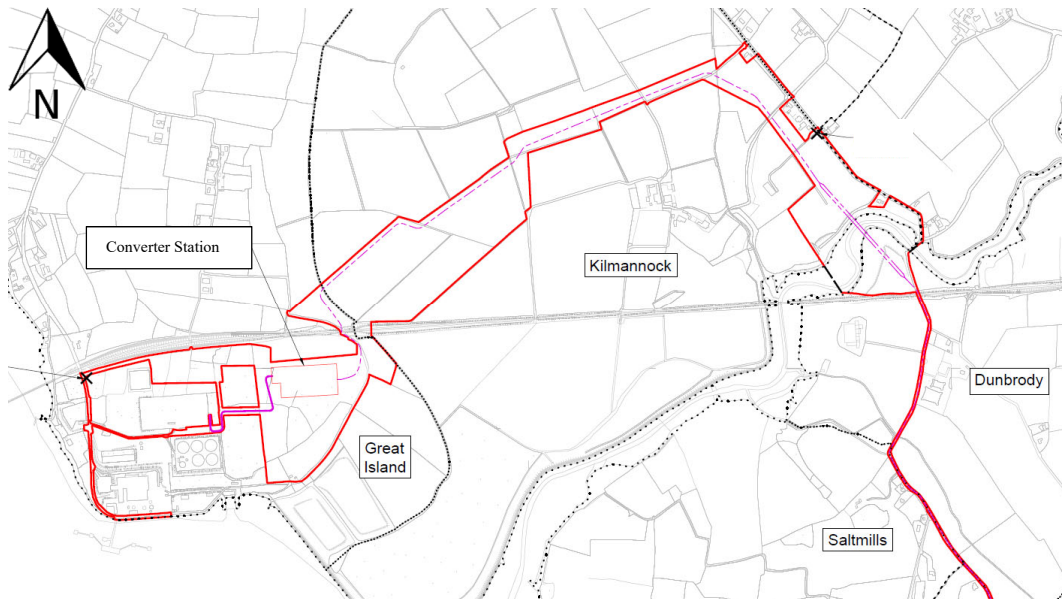 N
Converter Station
Kilmannock
Dunbrody
Great
Island
Saltmills